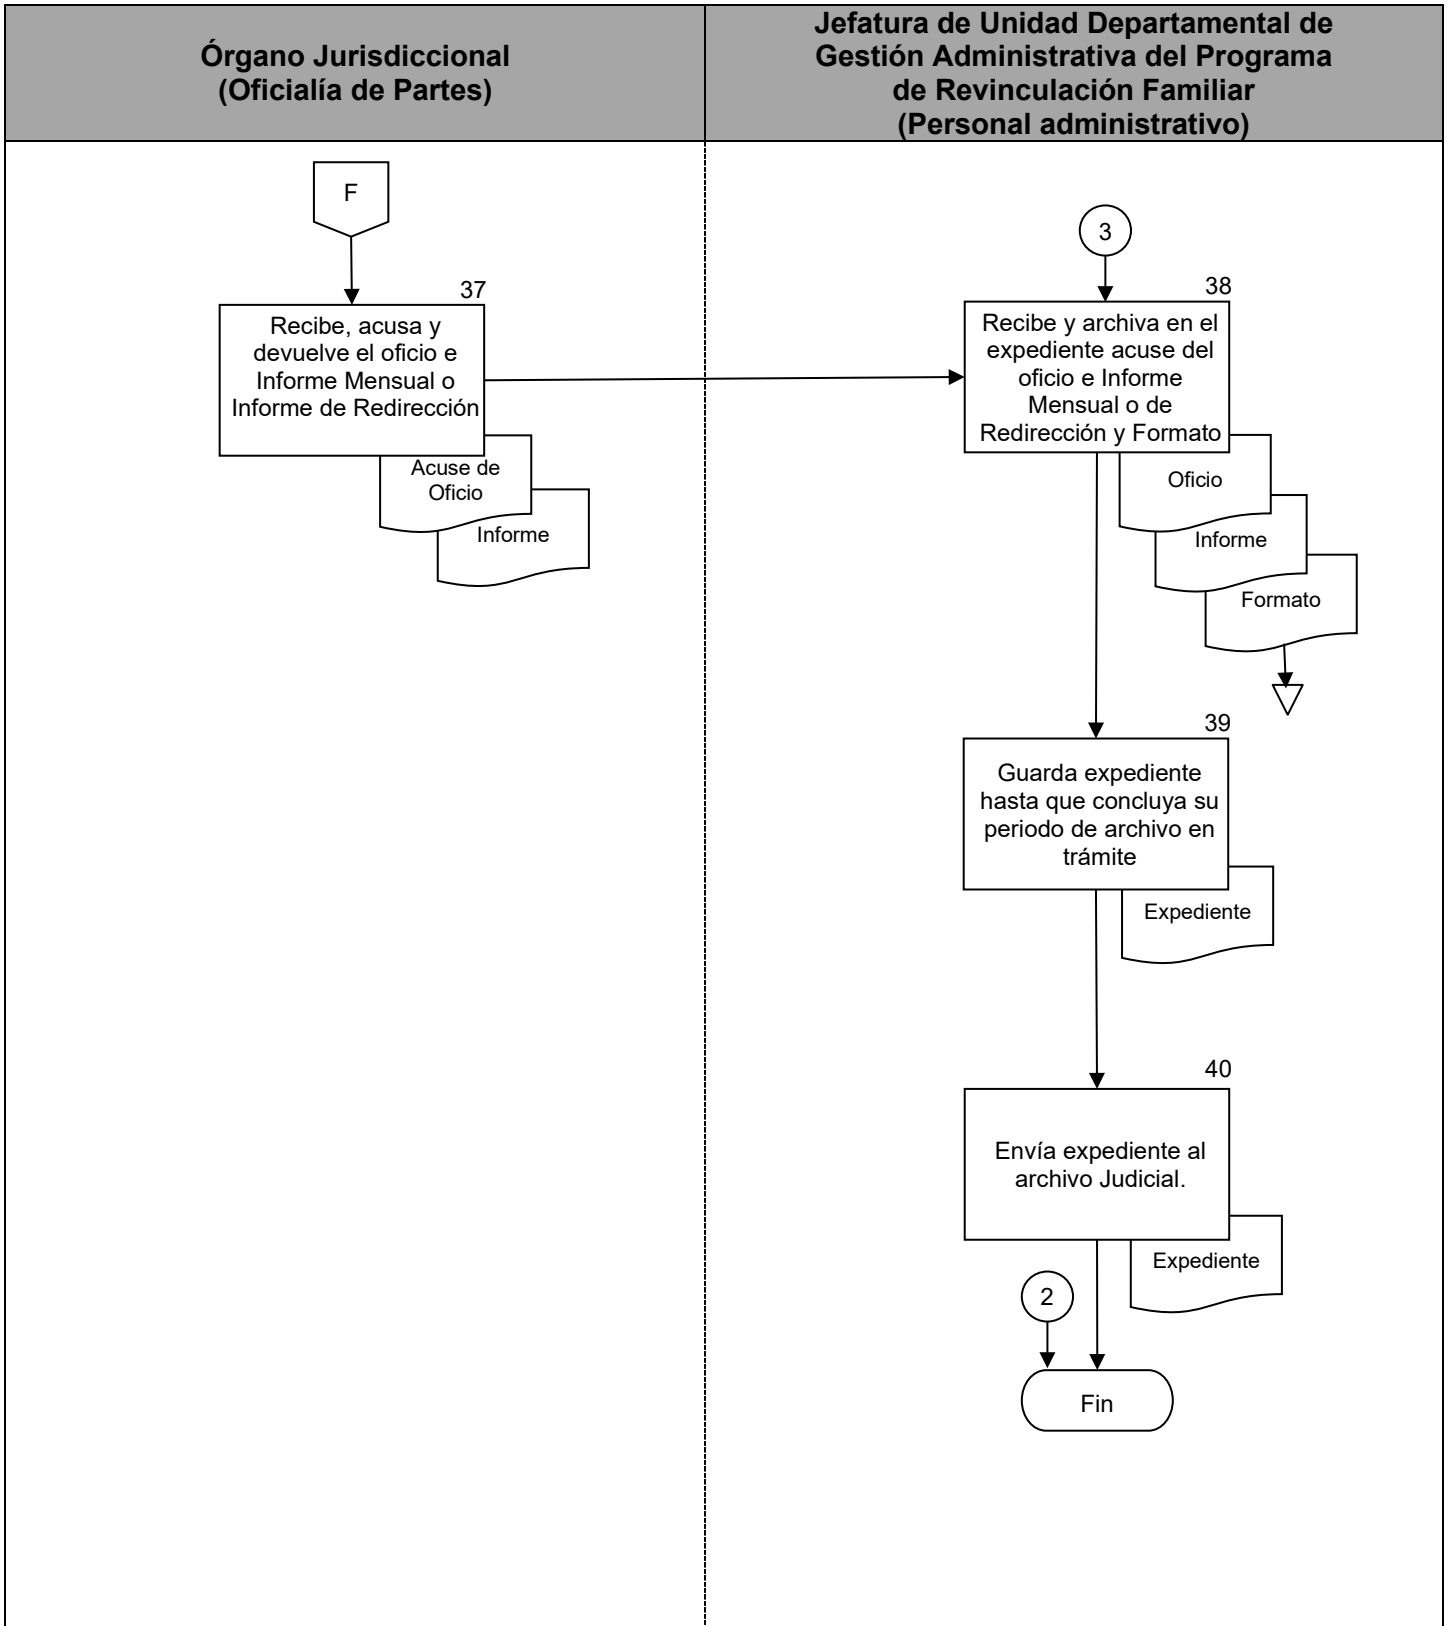 Órgano Jurisdiccional
(Oficialía de Partes)
Jefatura de Unidad Departamental de
Gestión Administrativa del Programa
de Revinculación Familiar
(Personal administrativo)
F
37
Recibe, acusa y
devuelve el oficio e
Informe Mensual o
Informe de Redirección
Acuse de
Oficio
Informe
3
38
Recibe y archiva en el
expediente acuse del
oficio e Informe
Mensual o de
Redirección y Formato
Oficio
Informe
Formato
39
Guarda expediente
hasta que concluya su
periodo de archivo en
trámite
Expediente
40
Envía expediente al
archivo Judicial.
Expediente
2
Fin